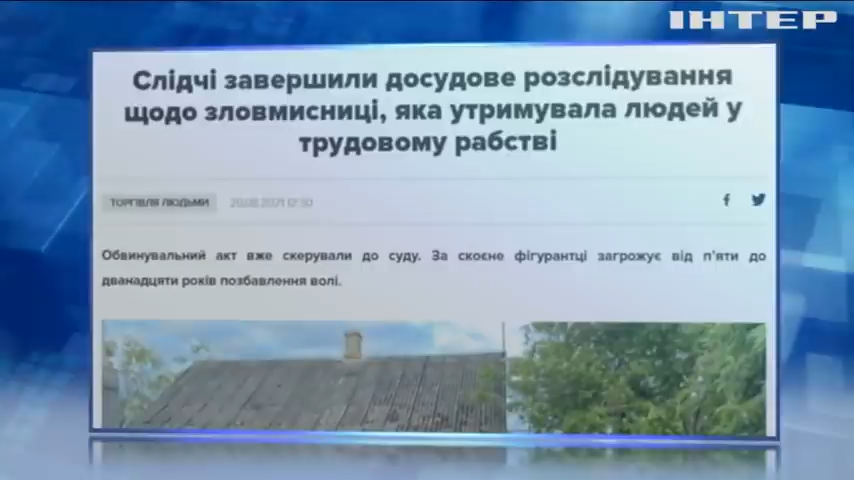 ІНТЕР
Слідчі завершили досудове розслідування
щодо зловмисниці, яка утримувала людей у
трудовому рабстві
ТОРГІВЛЯ ЛЮДЬМИ
Обвинувальний акт вже скерували до суду. За скоєне фігурантці загрожує від п'яти до
дванадцяти років позбавлення волі.